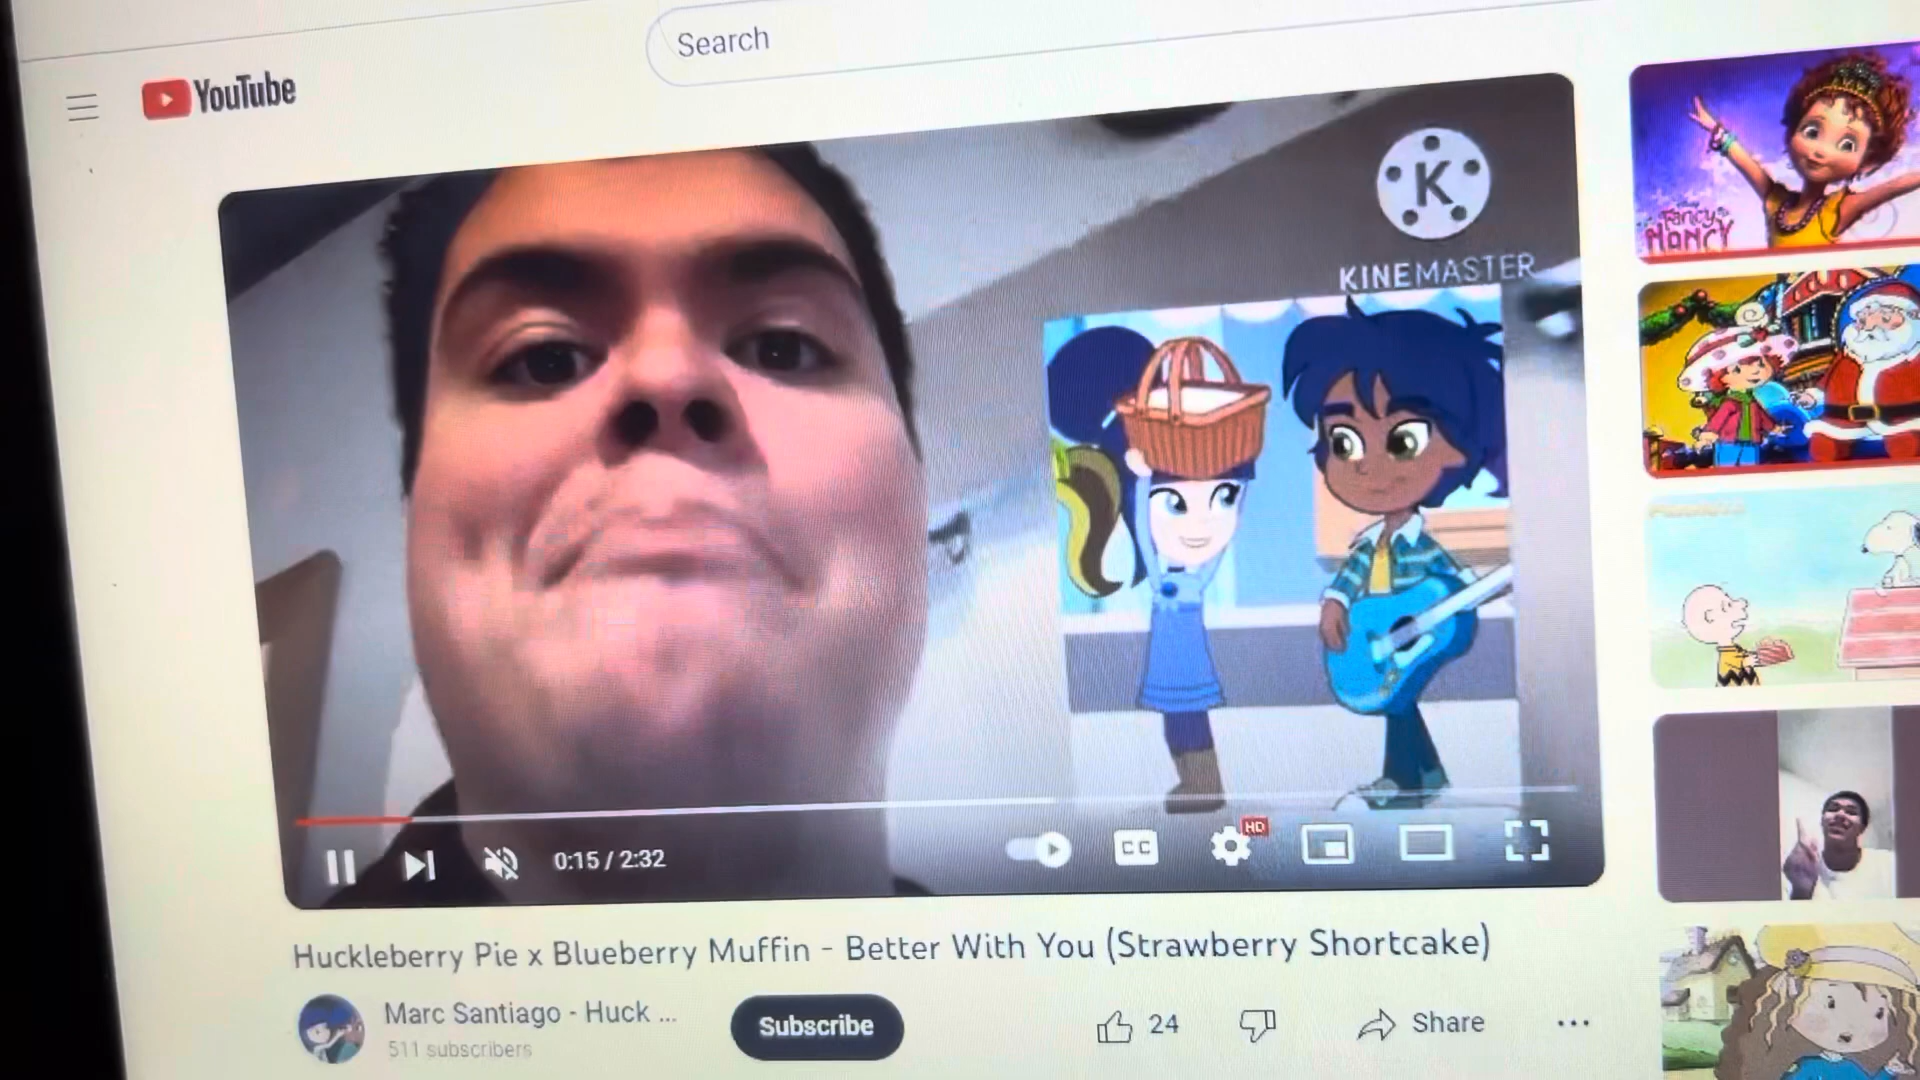 Search
YouTube
K
KINEMASTER
Fancy
NANCY
HD
CC
0:15 / 2:32
Huckleberry Pie x Blueberry Muffin - Better With You (Strawberry Shortcake)
Marc Santiago - Huck ...
511 subscribers
Subscribe
24
Share